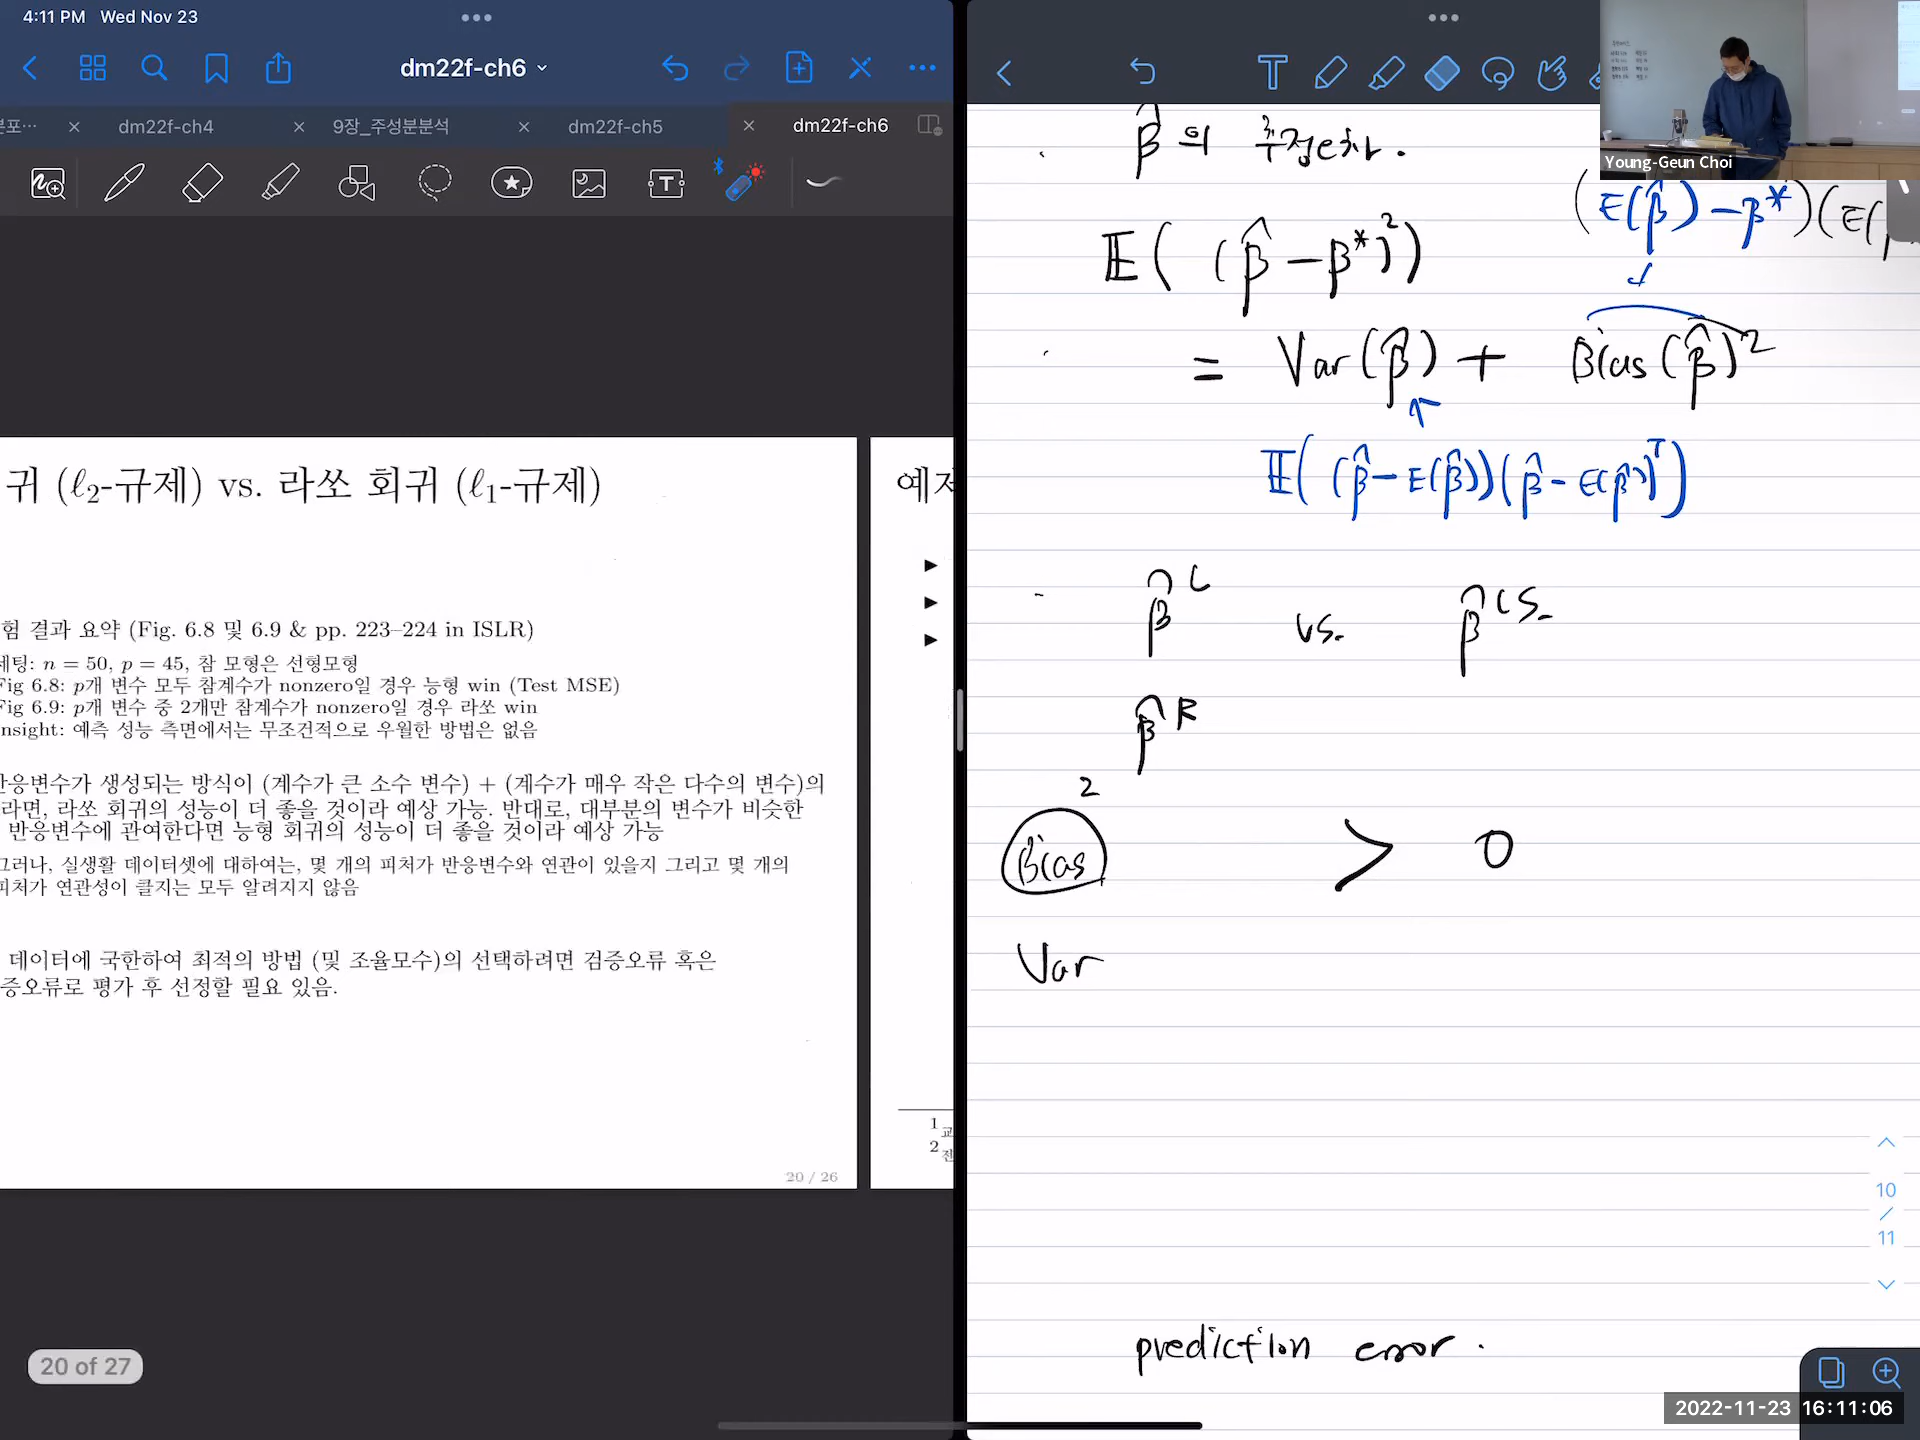 4:11 PM Wed Nov 23
dm22f-ch6
dm22f-ch4
9장_주성분분석
dm22f-ch5
dm22f-ch6
귀 (ℓ₂-규제) vs. 라쏘 회귀 (ℓ₁-규제)
험 결과 요약 (Fig. 6.8 및 6.9 & pp. 223–224 in ISLR)
세팅: n = 50, p = 45, 참 모형은 선형모형
Fig 6.8: p개 변수 모두 참계수가 nonzero일 경우 능형 win (Test MSE)
Fig 6.9: p개 변수 중 2개만 참계수가 nonzero일 경우 라쏘 win
Insight: 예측 성능 측면에서는 무조건적으로 우월한 방법은 없음
반응변수가 생성되는 방식이 (계수가 큰 소수 변수) + (계수가 매우 작은 다수의 변수)의
라면, 라쏘 회귀의 성능이 더 좋을 것이라 예상 가능. 반대로, 대부분의 변수가 비슷한
반응변수에 관여한다면 능형 회귀의 성능이 더 좋을 것이라 예상 가능
그러나, 실생활 데이터셋에 대하여는, 몇 개의 피처가 반응변수와 연관이 있을지 그리고 몇 개의
피처가 연관성이 클지는 모두 알려지지 않음
데이터에 국한하여 최적의 방법 (및 조율모수)의 선택하려면 검증오류 혹은
증오류로 평가 후 선정할 필요 있음.
20 / 26
20 of 27
1
2
Young-Geun Choi
β̂의 추정오차.
(E(β̂) − β*)(E(
𝔼( (β̂ − β*)² )
= Var(β̂) + Bias(β̂)²
𝔼( (β̂ − E(β̂))(β̂ − E(β̂))ᵀ )
β̂ᴸ vs. β̂ᴸˢ·
β̂ᴿ
Bias² > 0
Var
prediction error.
10
/
11
2022-11-23 16:11:06